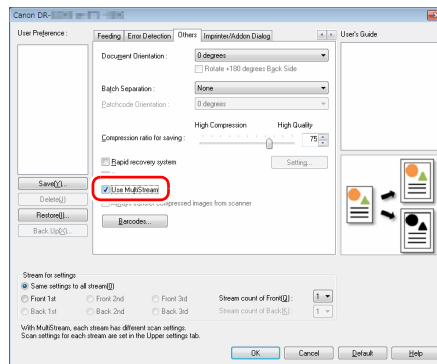 Canon DR-
User Preference :
Feeding Error Detection Others Imprinter/Addon Dialog
User's Guide
Document Orientation :
0 degrees
Rotate +180 degrees Back Side
Batch Separation :
None
Patchcode Orientation :
0 degrees
High Compression High Quality
Compression ratio for saving :
75
Rapid recovery system
Setting...
Use MultiStream
compressed images from scanner
Barcodes...
Save(Y)...
Delete(J)
Restore(I)...
Back Up(X)...
Stream for settings
Same settings to all stream(0)
Front 1st Front 2nd Front 3rd Stream count of Front(Q) : 1
Back 1st Back 2nd Back 3rd Stream count of Back(K) : 1
With MultiStream, each stream has different scan settings.
Scan settings for each stream are set in the Upper settings tab.
OK Cancel Default Help